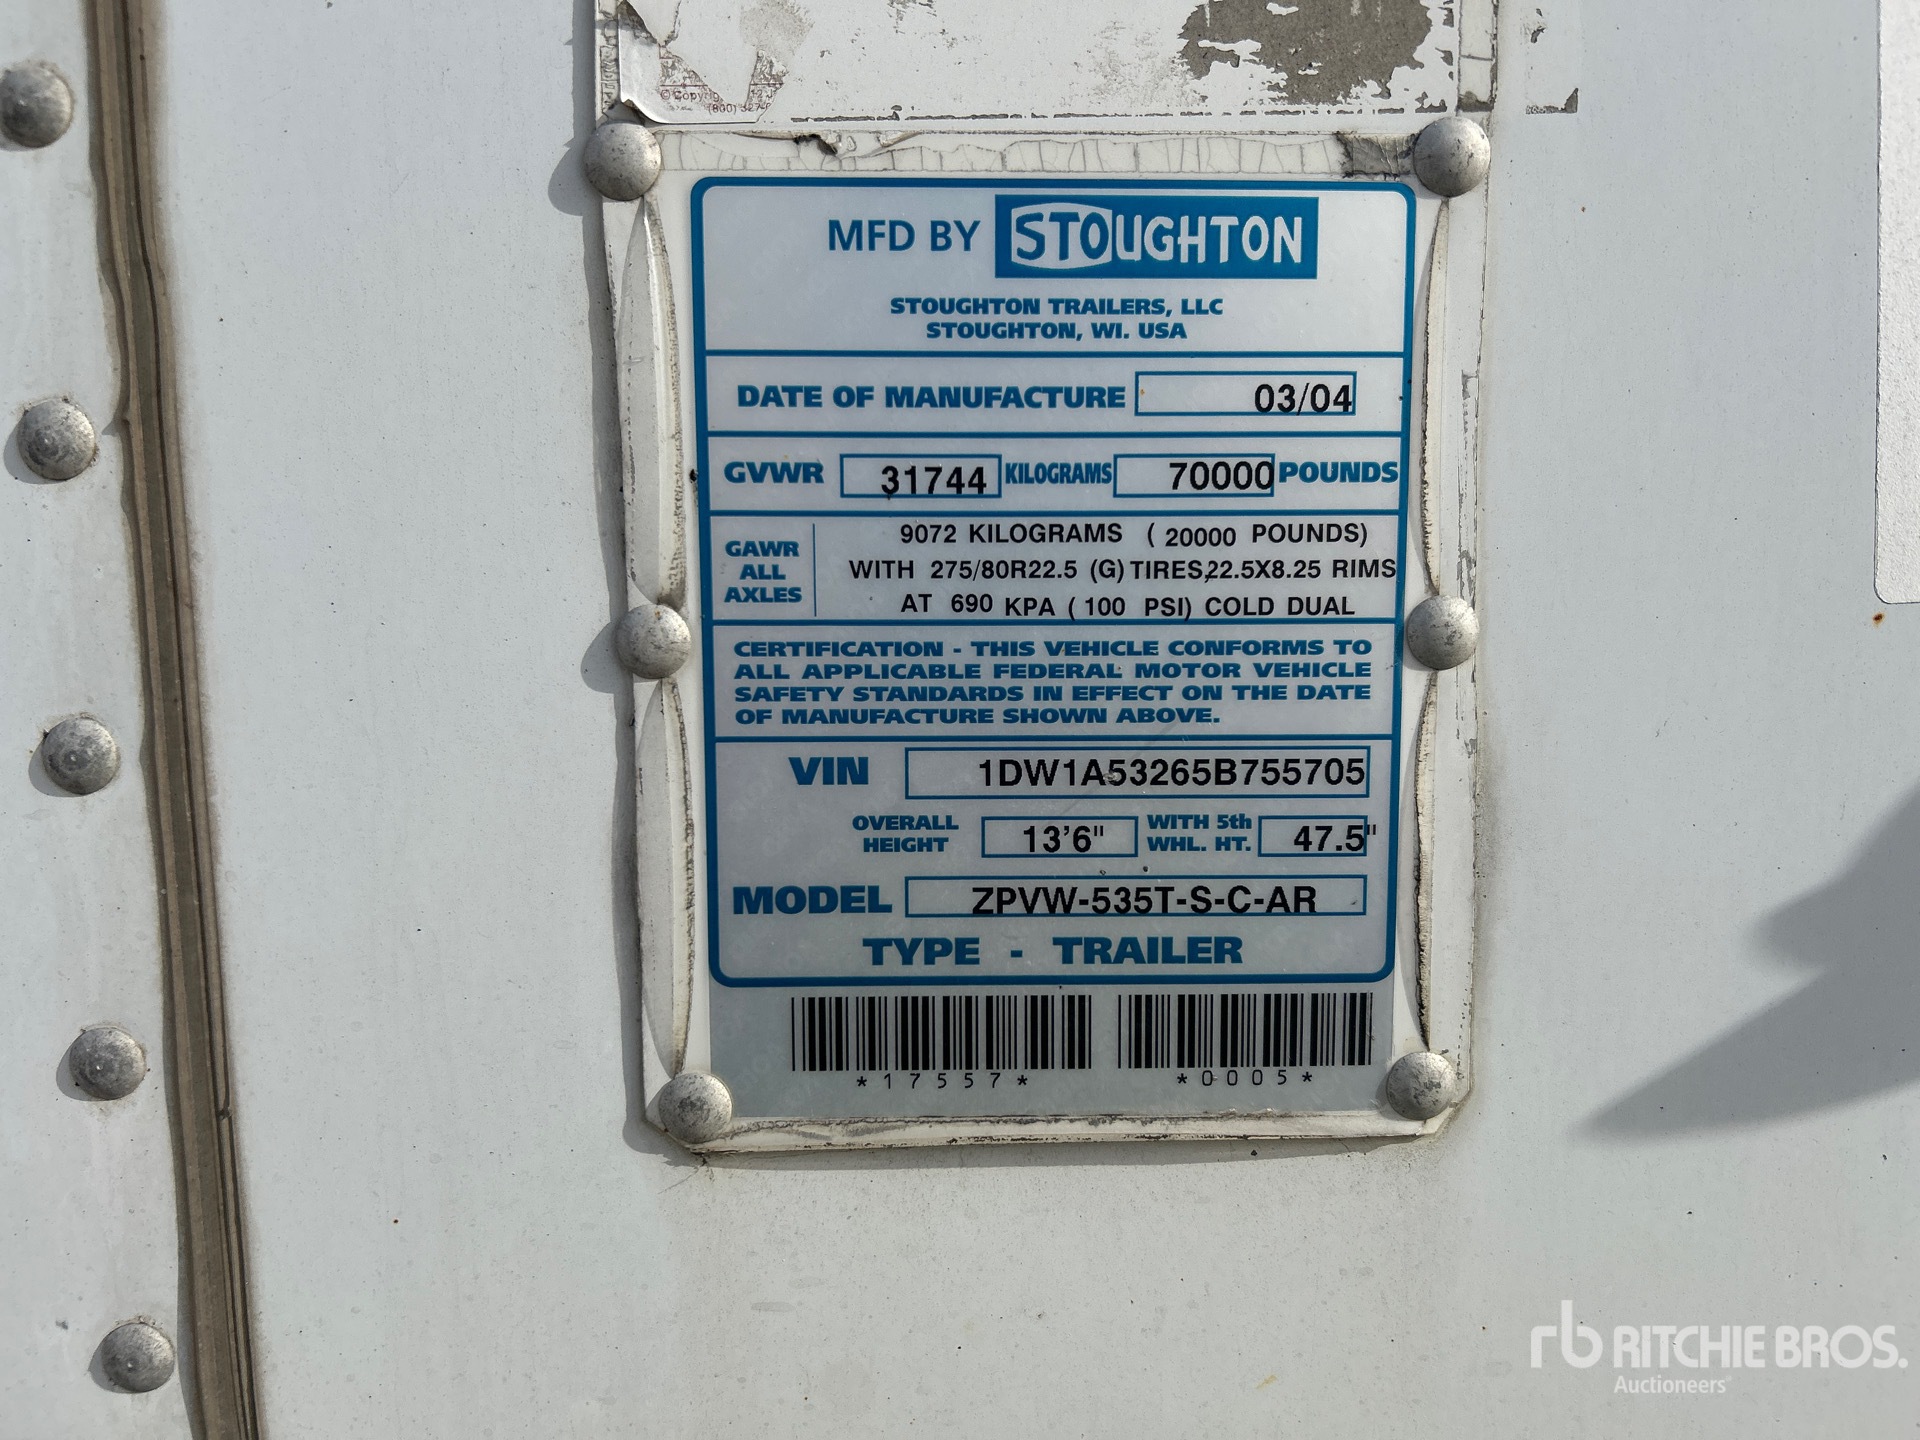 © Copyrig
(800) 327-
MFD BY STOUGHTON
STOUGHTON TRAILERS, LLC
STOUGHTON, WI. USA
DATE OF MANUFACTURE 03/04
GVWR 31744 KILOGRAMS 70000 POUNDS
GAWR ALL AXLES
9072 KILOGRAMS ( 20000 POUNDS)
WITH 275/80R22.5 (G) TIRES,22.5X8.25 RIMS
AT 690 KPA ( 100 PSI) COLD DUAL
CERTIFICATION - THIS VEHICLE CONFORMS TO
ALL APPLICABLE FEDERAL MOTOR VEHICLE
SAFETY STANDARDS IN EFFECT ON THE DATE
OF MANUFACTURE SHOWN ABOVE.
VIN 1DW1A53265B755705
OVERALL HEIGHT 13'6" WITH 5th WHL. HT. 47.5"
MODEL ZPVW-535T-S-C-AR
TYPE - TRAILER
*17557* *0005*
rb RITCHIE BROS.
Auctioneers